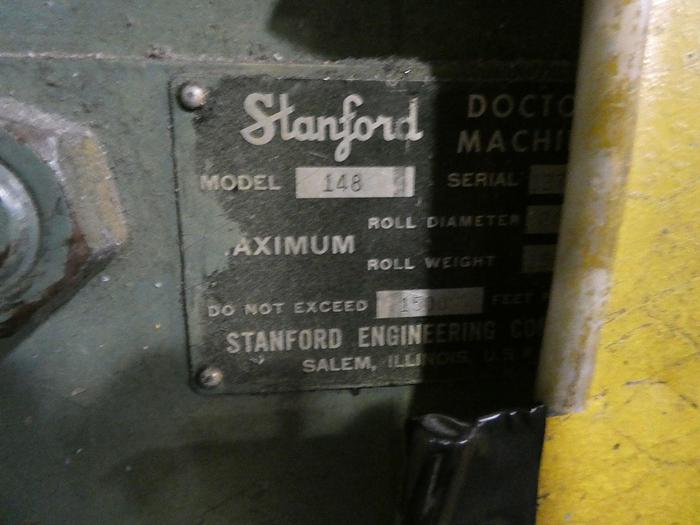 Stanford DOCTO
MACHI
MODEL 148 SERIAL
ROLL DIAMETER
AXIMUM
ROLL WEIGHT
DO NOT EXCEED 1500 FEET
STANFORD ENGINEERING CO
SALEM, ILLINOIS, U.S.